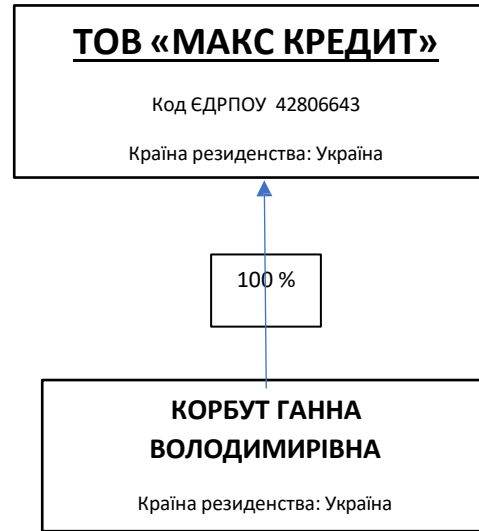 ТОВ «МАКС КРЕДИТ»
Код ЄДРПОУ 42806643
Країна резиденства: Україна
100 %
КОРБУТ ГАННА
ВОЛОДИМИРІВНА
Країна резиденства: Україна